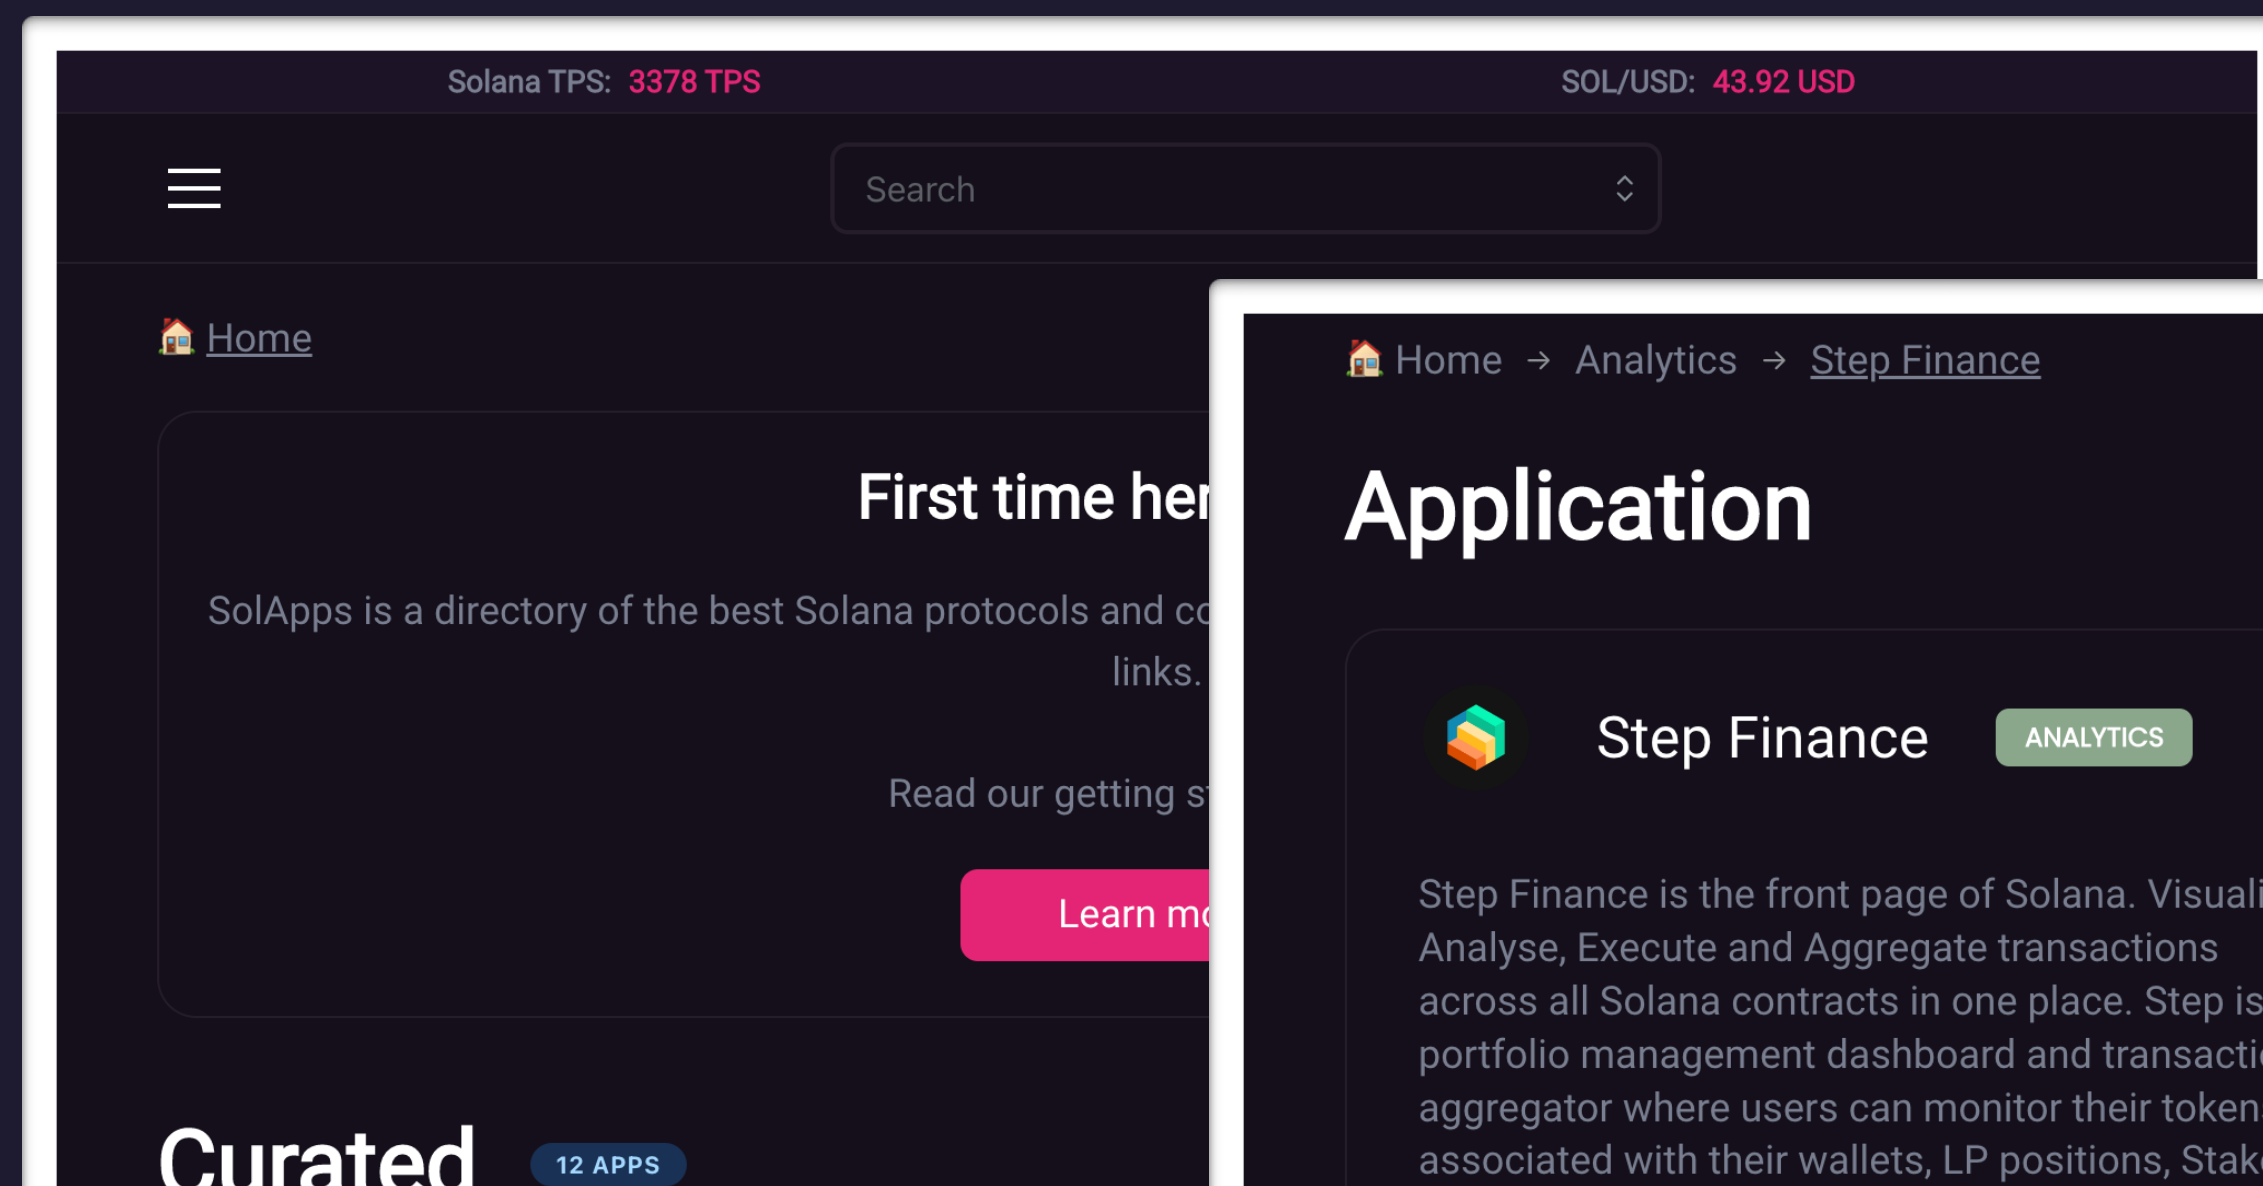 Solana TPS: 3378 TPS
SOL/USD: 43.92 USD
Search
Home
First time her
SolApps is a directory of the best Solana protocols and co
links.
Read our getting st
Learn mo
Curated
12 APPS
Home → Analytics → Step Finance
Application
Step Finance
ANALYTICS
Step Finance is the front page of Solana. Visuali
Analyse, Execute and Aggregate transactions
across all Solana contracts in one place. Step is
portfolio management dashboard and transacti
aggregator where users can monitor their token
associated with their wallets, LP positions, Stak